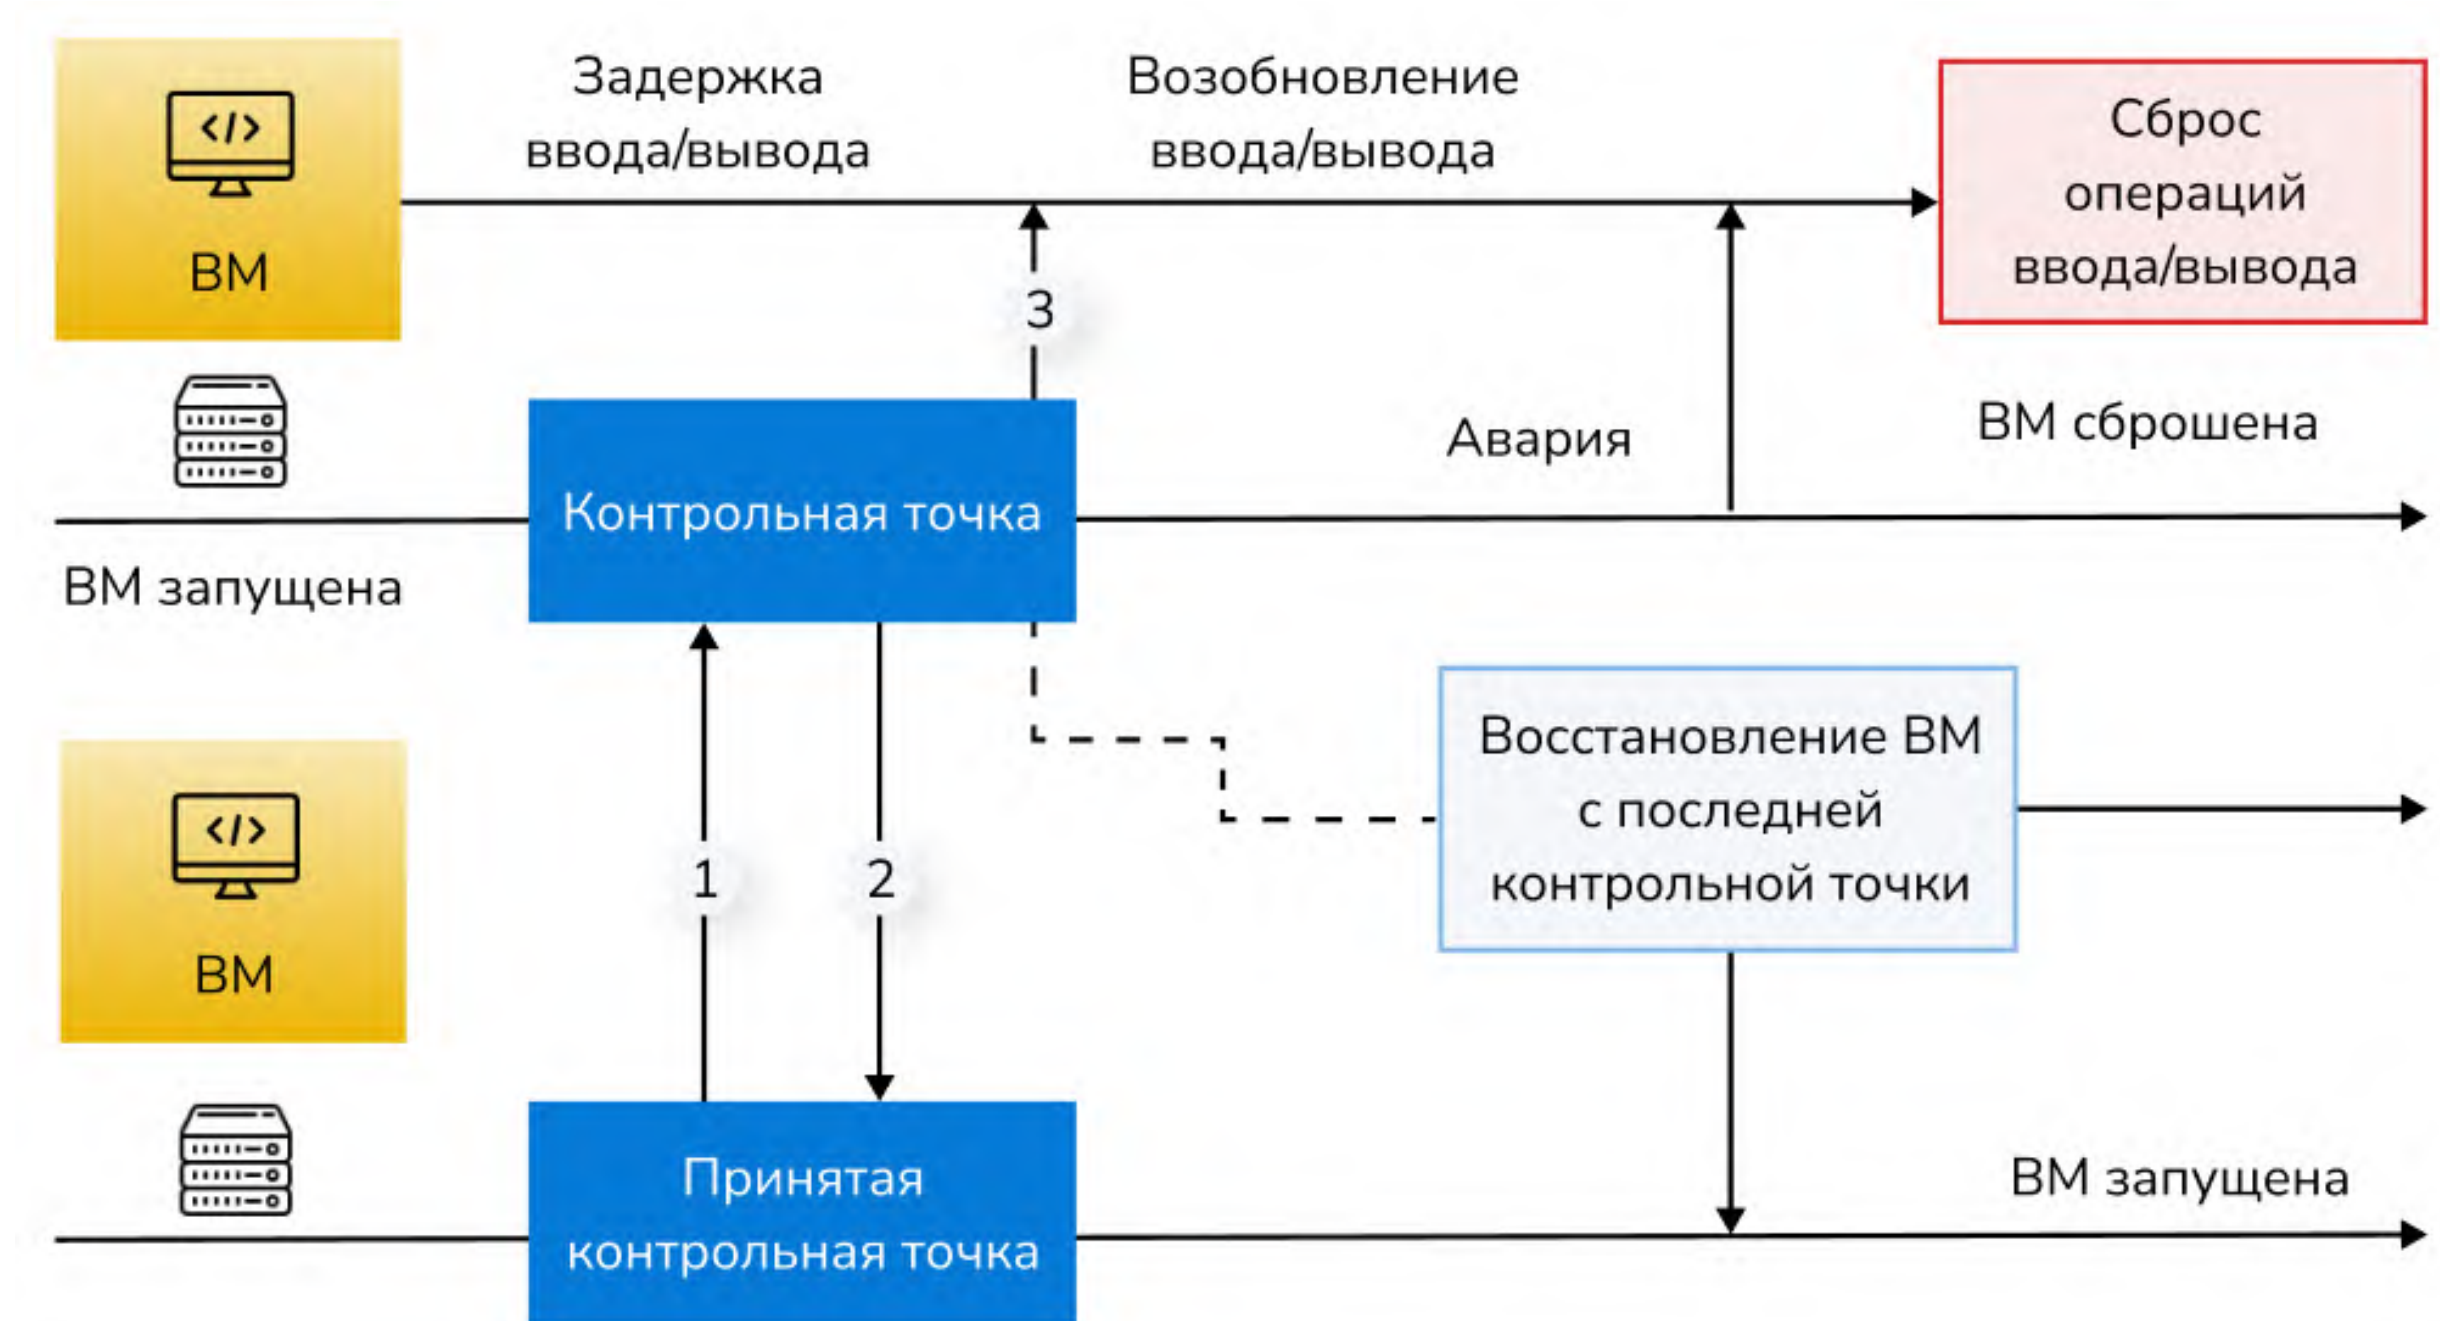 Задержка
ввода/вывода
Возобновление
ввода/вывода
Сброс
операций
ввода/вывода
</>
ВМ
3
Авария
ВМ сброшена
Контрольная точка
ВМ запущена
Восстановление ВМ
с последней
контрольной точки
</>
ВМ
1
2
Принятая
контрольная точка
ВМ запущена